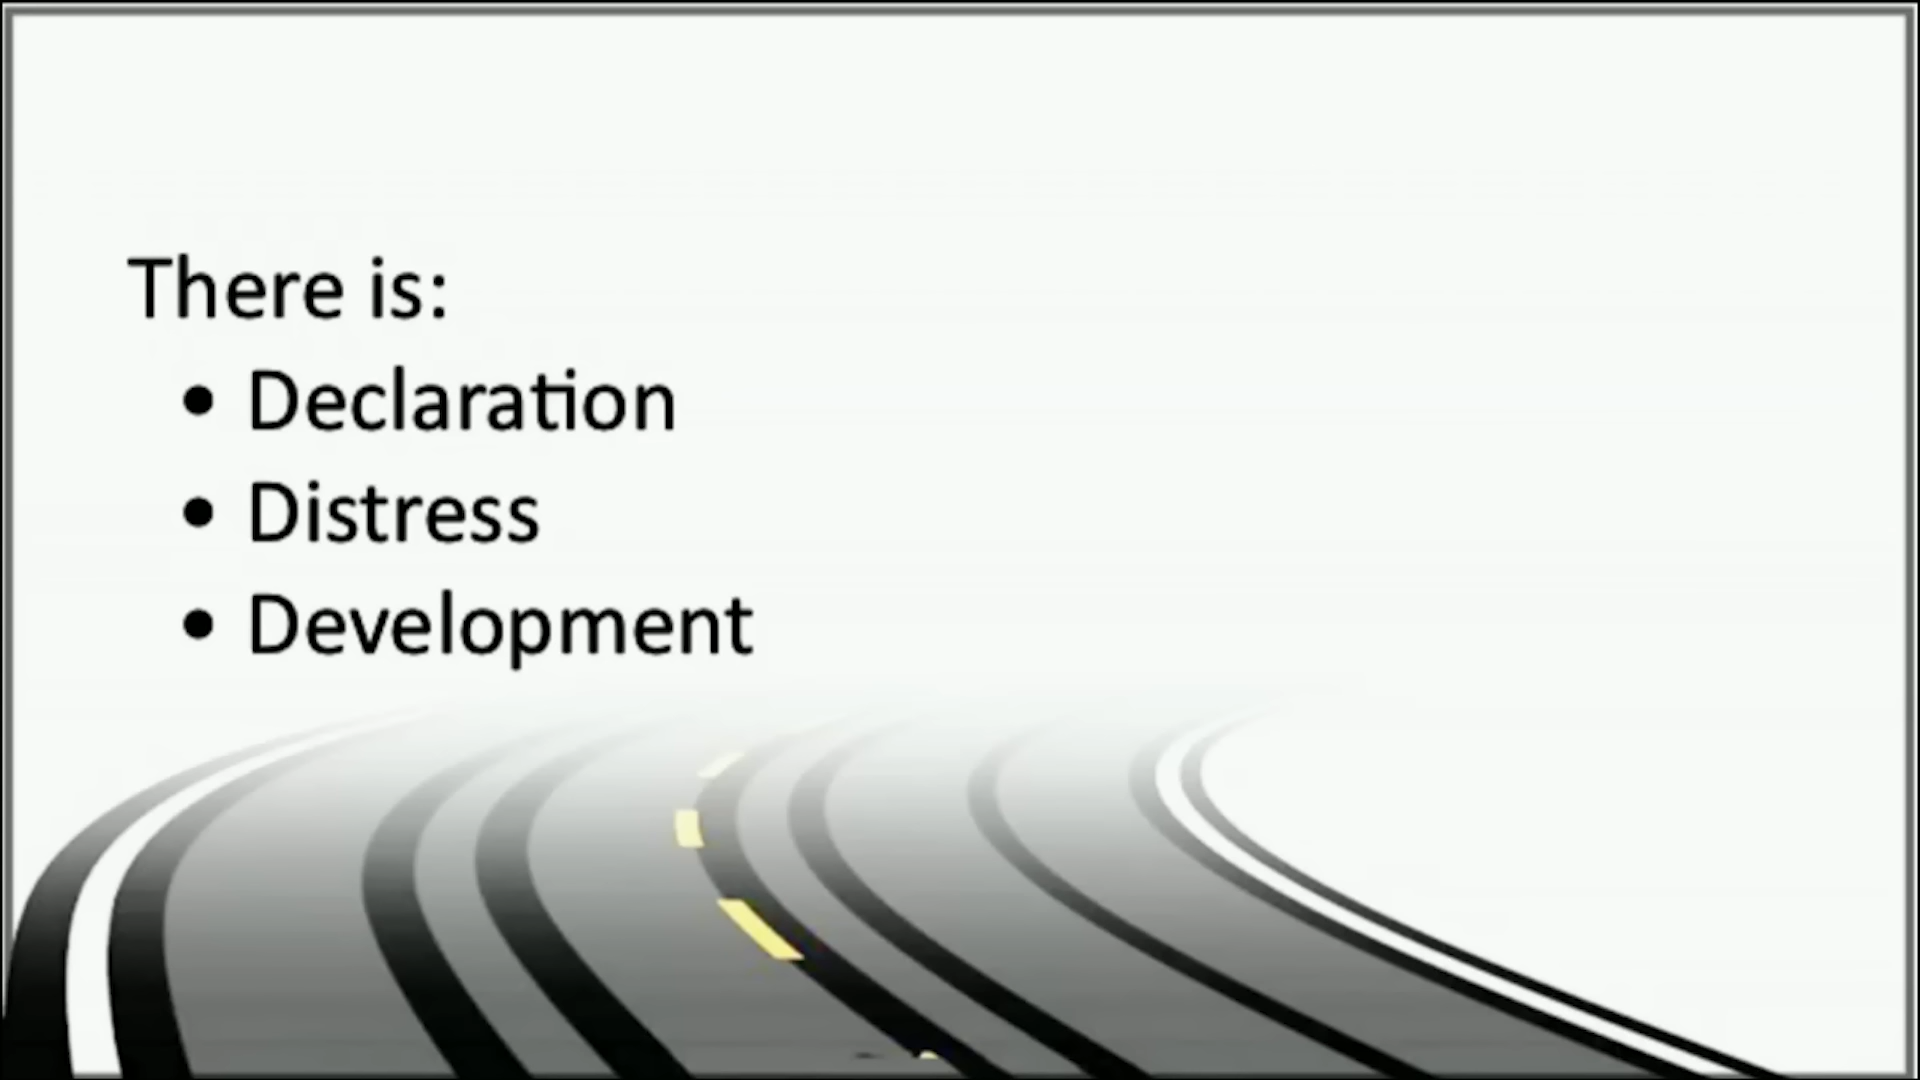 There is:
• Declaration
• Distress
• Development